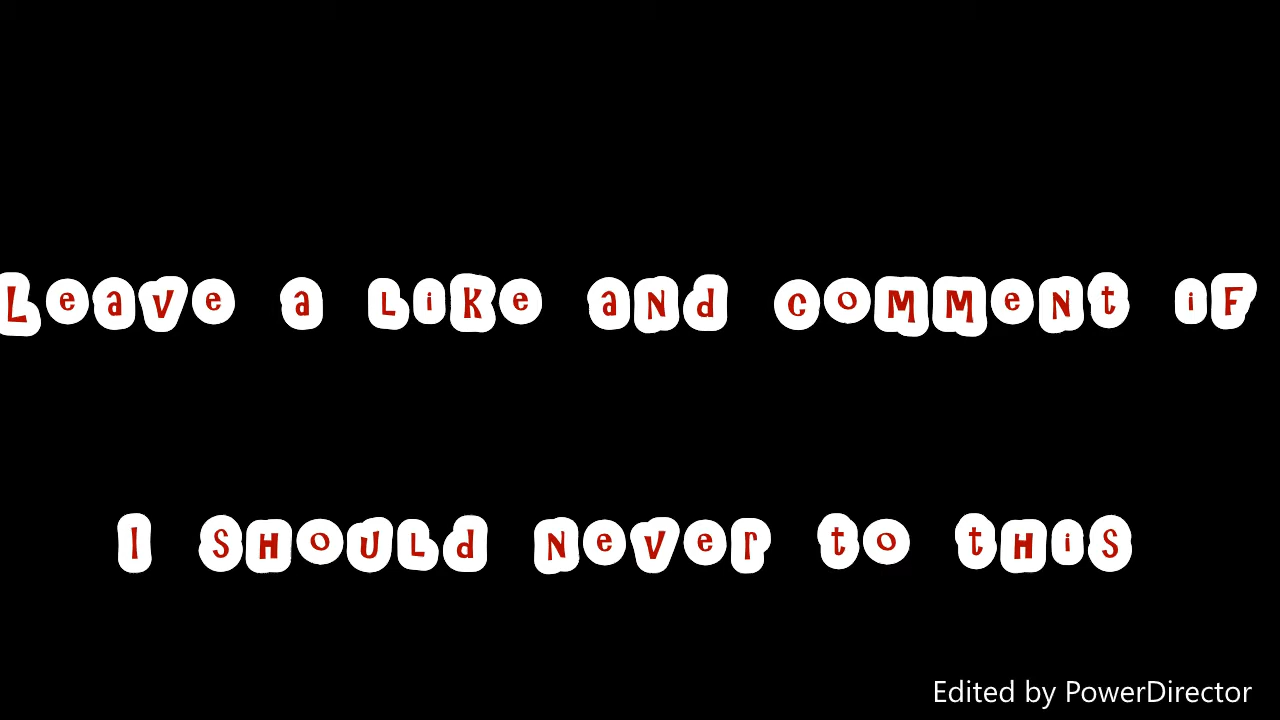 Leave a like and comment if
I should never to this
Edited by PowerDirector